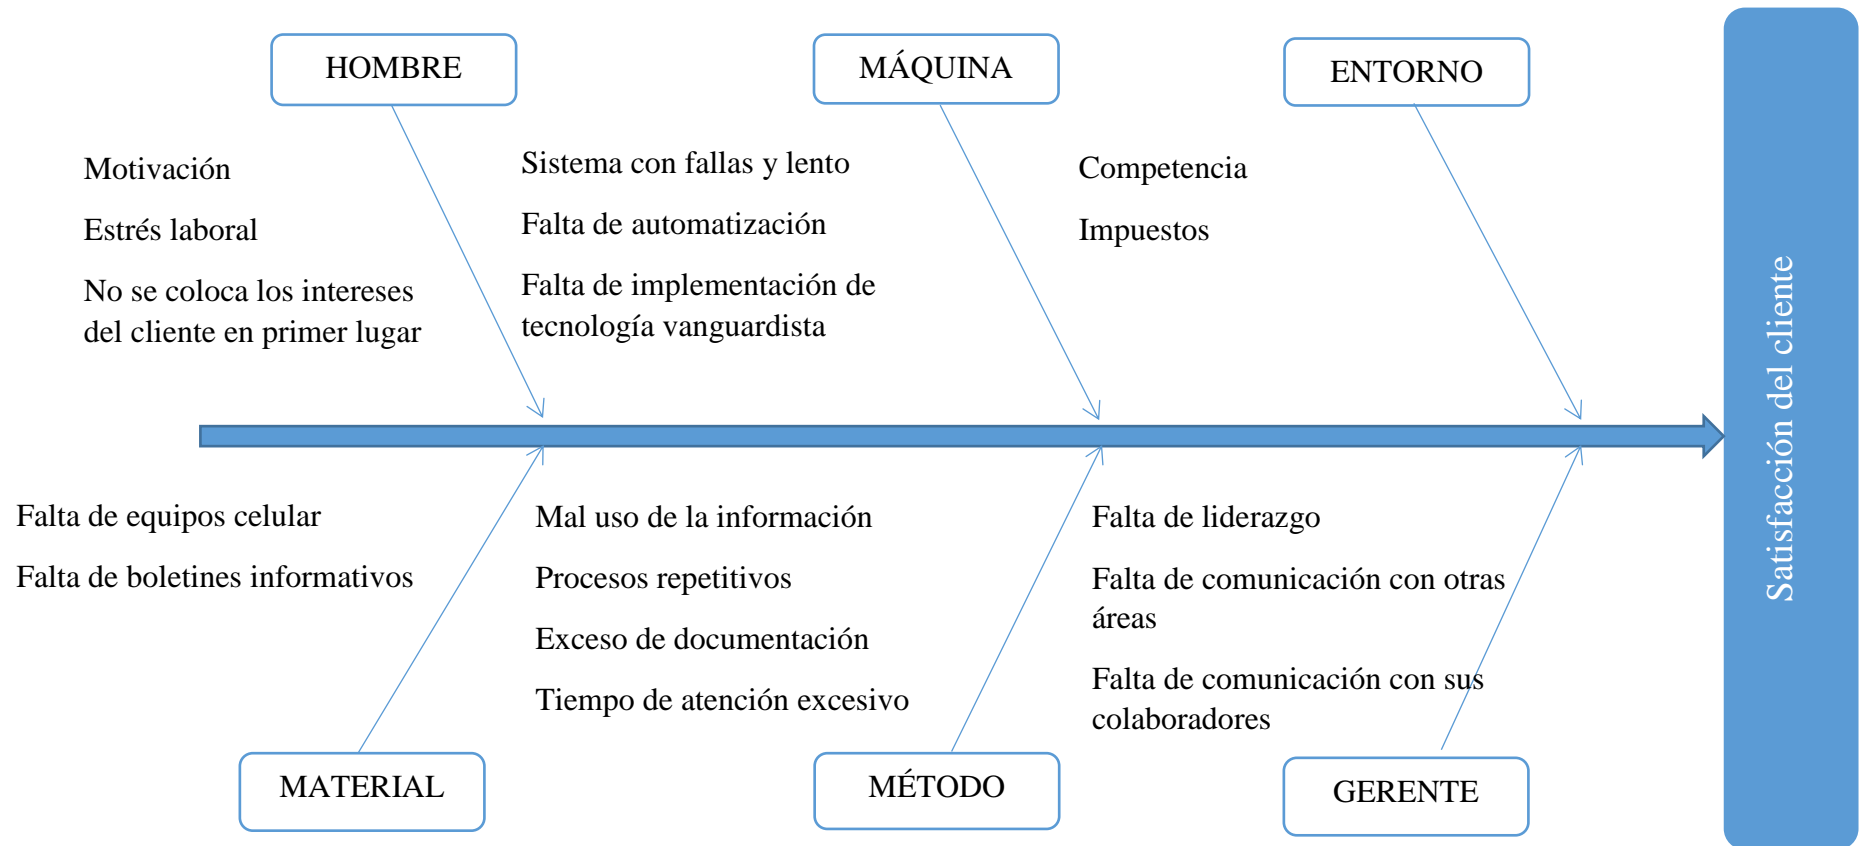 HOMBRE
MÁQUINA
ENTORNO
Motivación
Estrés laboral
No se coloca los intereses
del cliente en primer lugar
Sistema con fallas y lento
Falta de automatización
Falta de implementación de
tecnología vanguardista
Competencia
Impuestos
Satisfacción del cliente
Falta de equipos celular
Falta de boletines informativos
Mal uso de la información
Procesos repetitivos
Exceso de documentación
Tiempo de atención excesivo
Falta de liderazgo
Falta de comunicación con otras
áreas
Falta de comunicación con sus
colaboradores
MATERIAL
MÉTODO
GERENTE